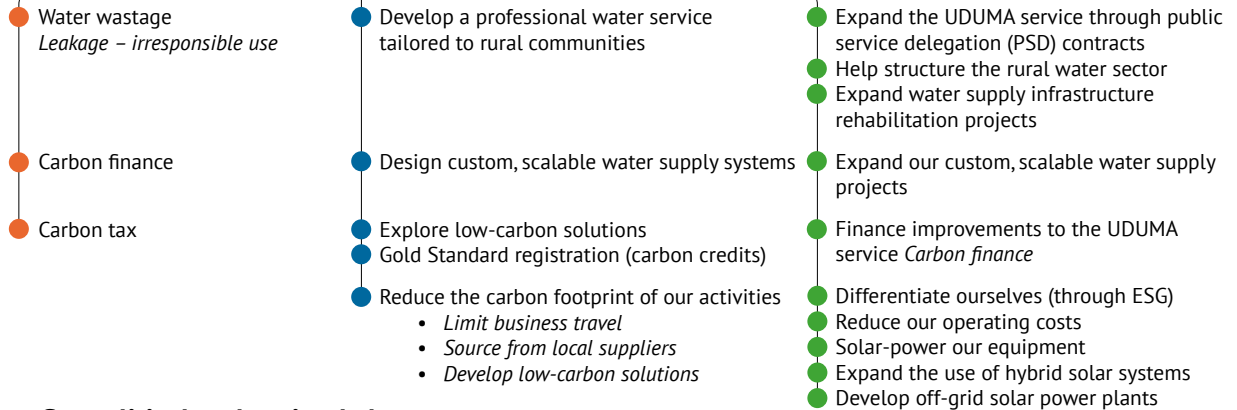 Water wastage
Leakage – irresponsible use
Carbon finance
Carbon tax
Develop a professional water service
tailored to rural communities
Design custom, scalable water supply systems
Explore low-carbon solutions
Gold Standard registration (carbon credits)
Reduce the carbon footprint of our activities
• Limit business travel
• Source from local suppliers
• Develop low-carbon solutions
Expand the UDUMA service through public
service delegation (PSD) contracts
Help structure the rural water sector
Expand water supply infrastructure
rehabilitation projects
Expand our custom, scalable water supply
projects
Finance improvements to the UDUMA
service Carbon finance
Differentiate ourselves (through ESG)
Reduce our operating costs
Solar-power our equipment
Expand the use of hybrid solar systems
Develop off-grid solar power plants